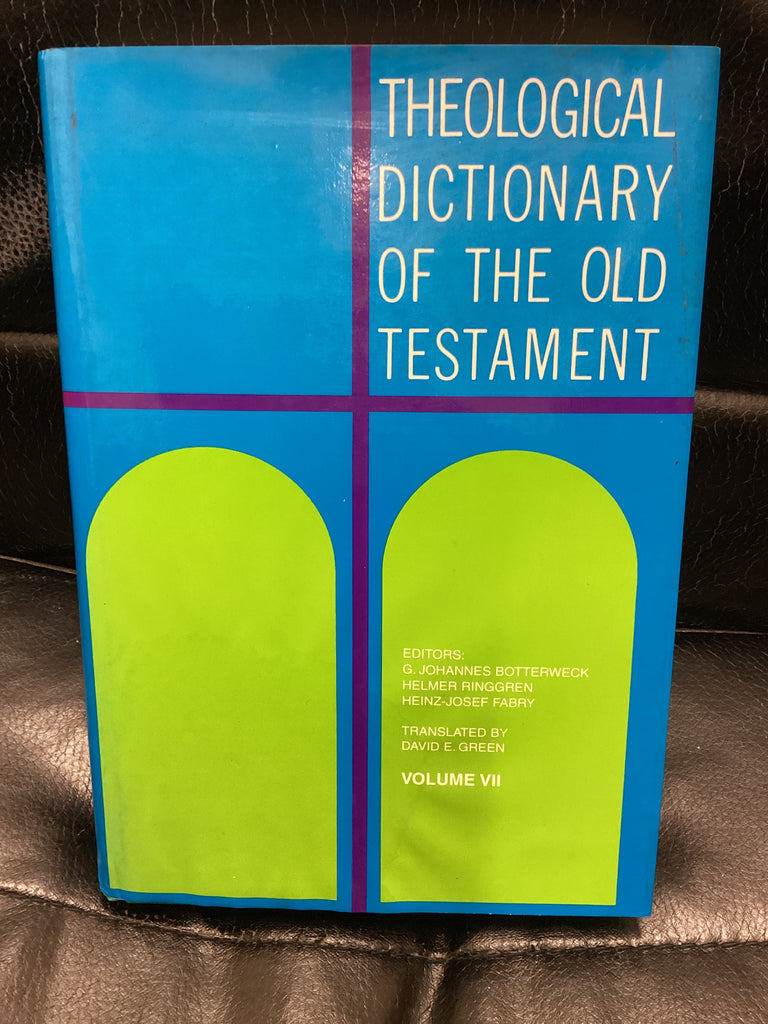 THEOLOGICAL
DICTIONARY
OF THE OLD
TESTAMENT
EDITORS:
G. JOHANNES BOTTERWECK
HELMER RINGGREN
HEINZ-JOSEF FABRY
TRANSLATED BY
DAVID E. GREEN
VOLUME VII